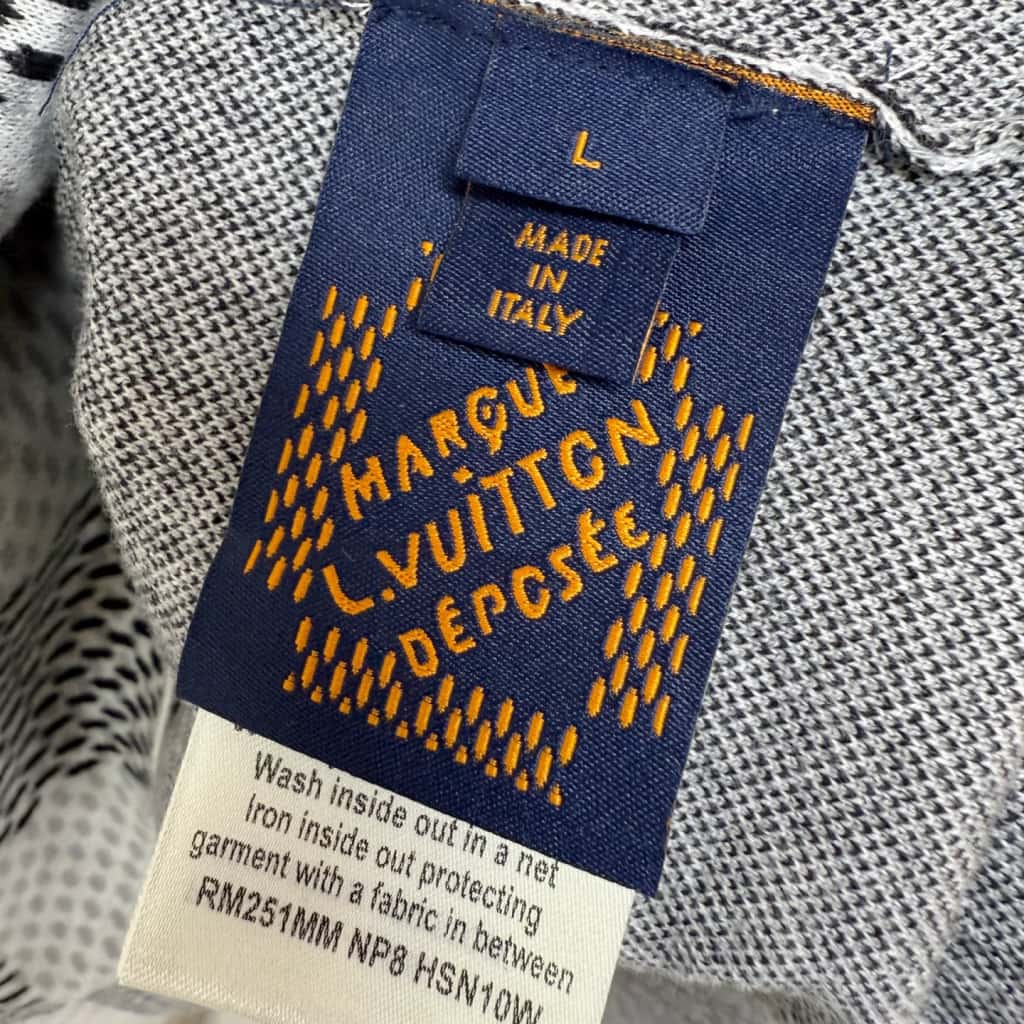 L
MADE
IN
ITALY
MARQUE
L.VUITTON
DÉPOSÉE
Wash inside out in a net
Iron inside out protecting
garment with a fabric in between
RM251MM NP8 HSN10W